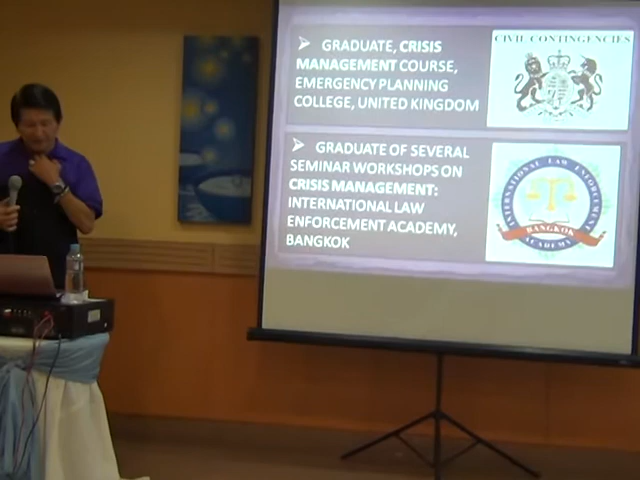 ➢ GRADUATE, CRISIS
MANAGEMENT COURSE,
EMERGENCY PLANNING
COLLEGE, UNITED KINGDOM
CIVIL CONTINGENCIES
➢ GRADUATE OF SEVERAL
SEMINAR WORKSHOPS ON
CRISIS MANAGEMENT:
INTERNATIONAL LAW
ENFORCEMENT ACADEMY,
BANGKOK
INTERNATIONAL LAW ENFORCEMENT
BANGKOK
ACADEMY